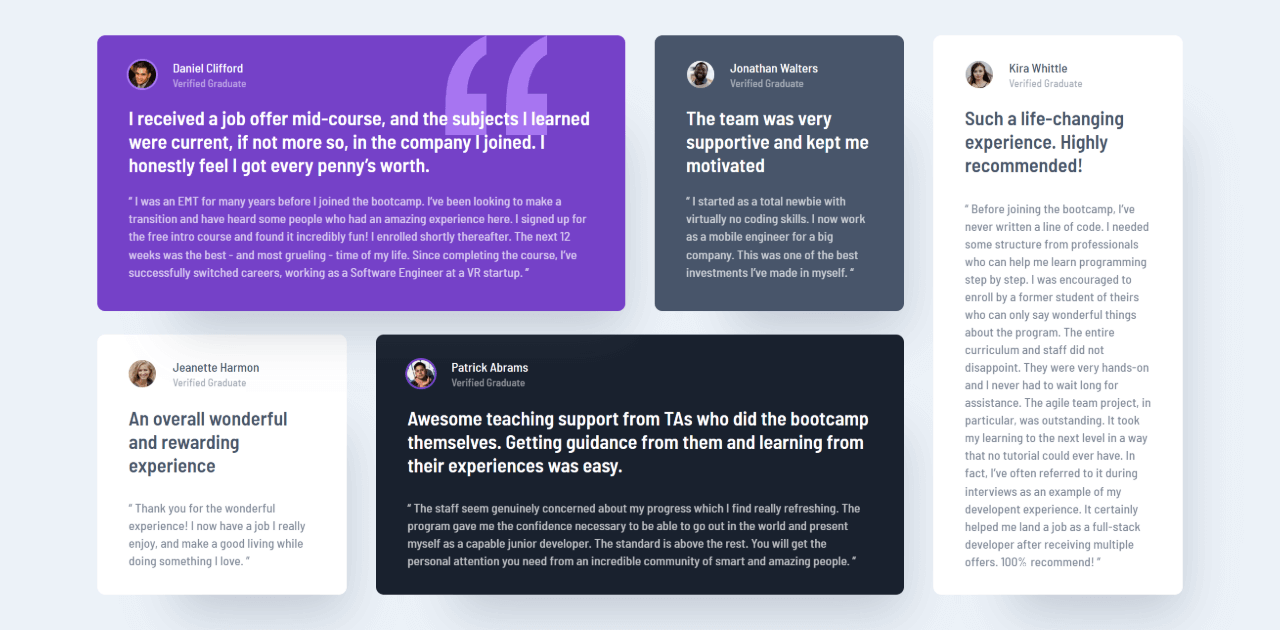 Daniel Clifford
Verified Graduate
I received a job offer mid-course, and the subjects I learned
were current, if not more so, in the company I joined. I
honestly feel I got every penny’s worth.
“ I was an EMT for many years before I joined the bootcamp. I’ve been looking to make a
transition and have heard some people who had an amazing experience here. I signed up for
the free intro course and found it incredibly fun! I enrolled shortly thereafter. The next 12
weeks was the best - and most grueling - time of my life. Since completing the course, I’ve
successfully switched careers, working as a Software Engineer at a VR startup. ”
Jonathan Walters
Verified Graduate
The team was very
supportive and kept me
motivated
“ I started as a total newbie with
virtually no coding skills. I now work
as a mobile engineer for a big
company. This was one of the best
investments I’ve made in myself. “
Kira Whittle
Verified Graduate
Such a life-changing
experience. Highly
recommended!
“ Before joining the bootcamp, I’ve
never written a line of code. I needed
some structure from professionals
who can help me learn programming
step by step. I was encouraged to
enroll by a former student of theirs
who can only say wonderful things
about the program. The entire
curriculum and staff did not
disappoint. They were very hands-on
and I never had to wait long for
assistance. The agile team project, in
particular, was outstanding. It took
my learning to the next level in a way
that no tutorial could ever have. In
fact, I’ve often referred to it during
interviews as an example of my
developent experience. It certainly
helped me land a job as a full-stack
developer after receiving multiple
offers. 100% recommend! “
Jeanette Harmon
Verified Graduate
An overall wonderful
and rewarding
experience
“ Thank you for the wonderful
experience! I now have a job I really
enjoy, and make a good living while
doing something I love. ”
Patrick Abrams
Verified Graduate
Awesome teaching support from TAs who did the bootcamp
themselves. Getting guidance from them and learning from
their experiences was easy.
“ The staff seem genuinely concerned about my progress which I find really refreshing. The
program gave me the confidence necessary to be able to go out in the world and present
myself as a capable junior developer. The standard is above the rest. You will get the
personal attention you need from an incredible community of smart and amazing people. ”